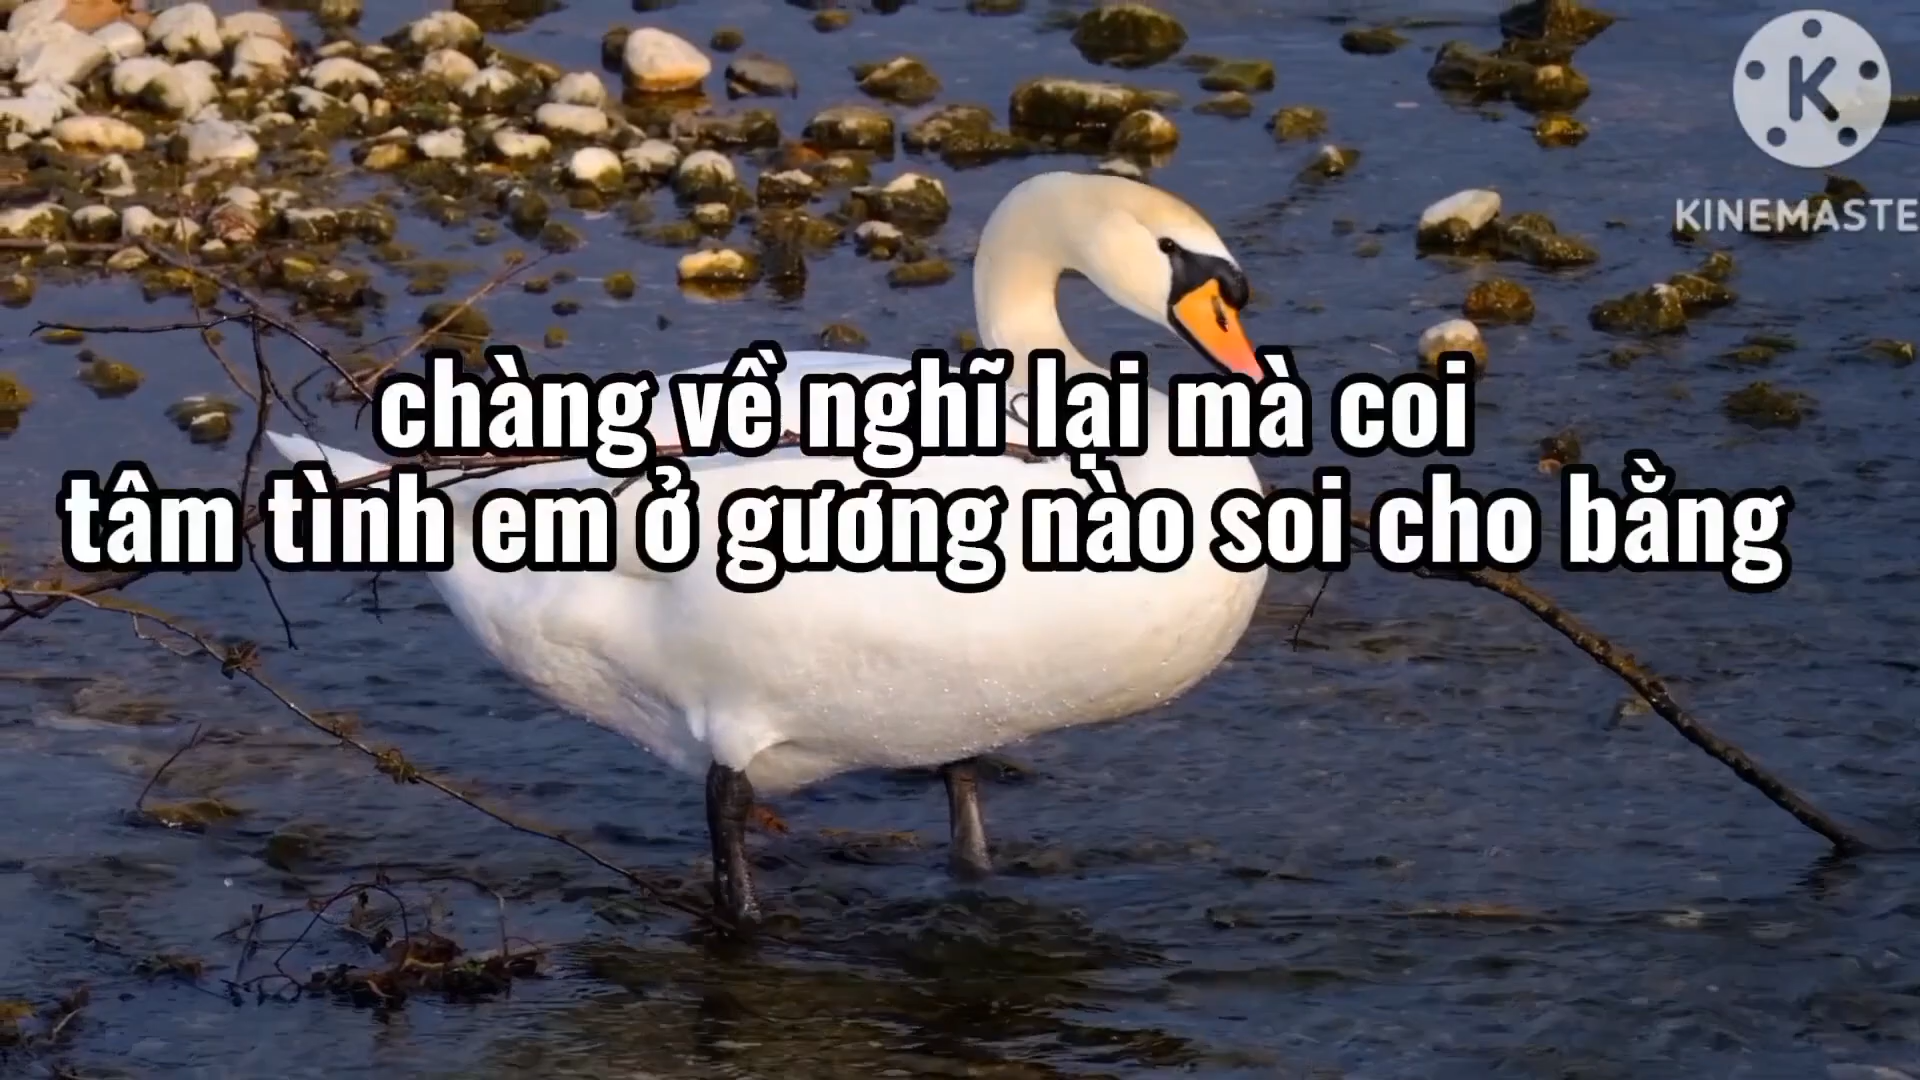 K
KINEMASTE
chàng về nghĩ lại mà coi
tâm tình em ở gương nào soi cho bằng